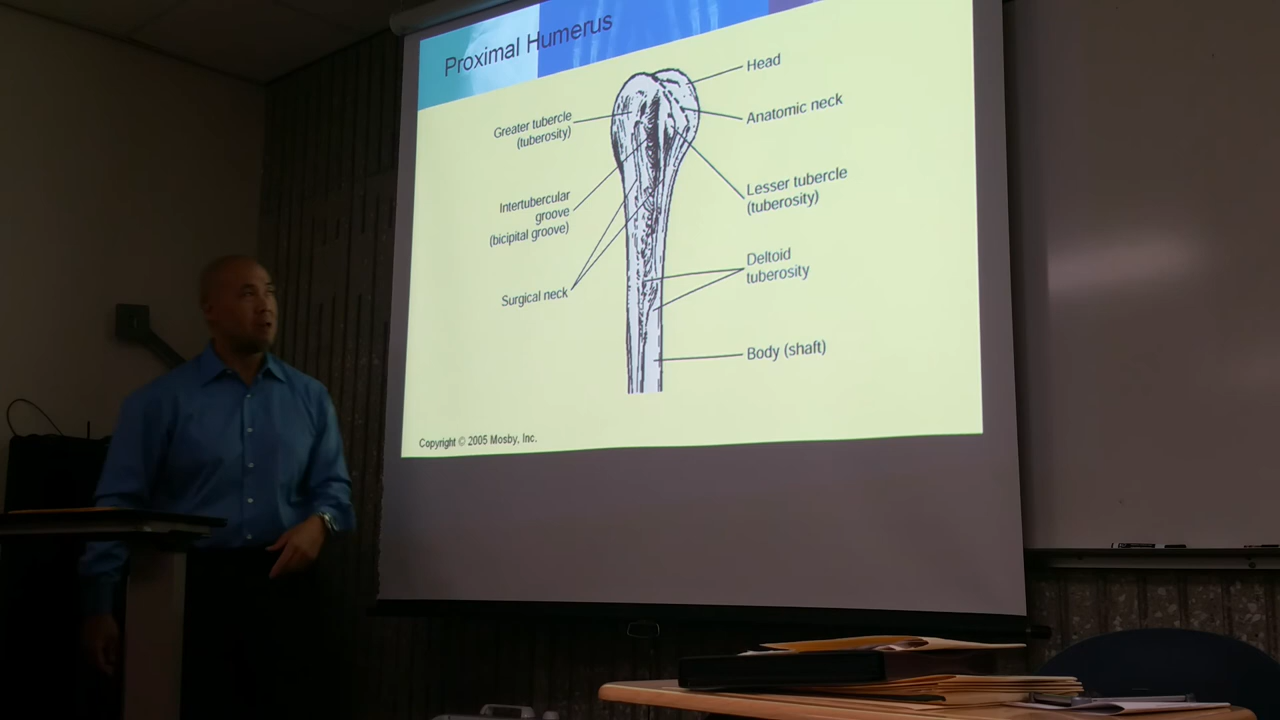 Proximal Humerus
Head
Greater tubercle
(tuberosity)
Anatomic neck
Intertubercular
groove
(bicipital groove)
Lesser tubercle
(tuberosity)
Surgical neck
Deltoid
tuberosity
Body (shaft)
Copyright © 2005 Mosby, Inc.